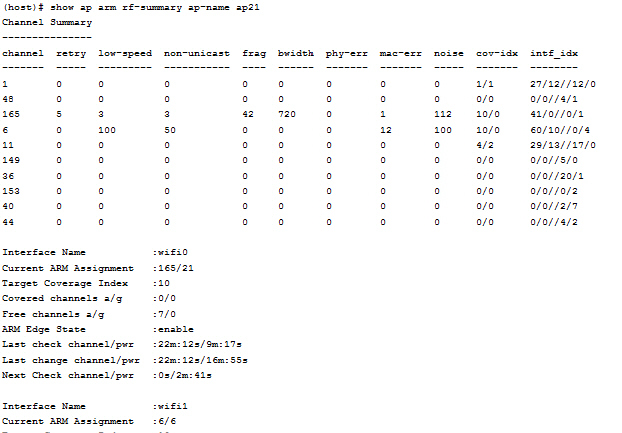 (host)# show ap arm rf-summary ap-name ap21
Channel Summary
---------------
channel retry low-speed non-unicast frag bwidth phy-err mac-err noise cov-idx intf_idx
------- ----- --------- ----------- ---- ------ ------- ------- ----- ------- --------
1 0 0 0 0 0 0 0 0 1/1 27/12//12/0
48 0 0 0 0 0 0 0 0 0/0 0/0//4/1
165 5 3 3 42 720 0 1 112 10/0 41/0//0/1
6 0 100 50 0 0 0 12 100 10/0 60/10//0/4
11 0 0 0 0 0 0 0 0 4/2 29/13//17/0
149 0 0 0 0 0 0 0 0 0/0 0/0//5/0
36 0 0 0 0 0 0 0 0 0/0 0/0//20/1
153 0 0 0 0 0 0 0 0 0/0 0/0//0/2
40 0 0 0 0 0 0 0 0 0/0 0/0//2/7
44 0 0 0 0 0 0 0 0 0/0 0/0//4/2
Interface Name :wifi0
Current ARM Assignment :165/21
Target Coverage Index :10
Covered channels a/g :0/0
Free channels a/g :7/0
ARM Edge State :enable
Last check channel/pwr :22m:12s/9m:17s
Last change channel/pwr :22m:12s/16m:55s
Next Check channel/pwr :0s/2m:41s
Interface Name :wifi1
Current ARM Assignment :6/6